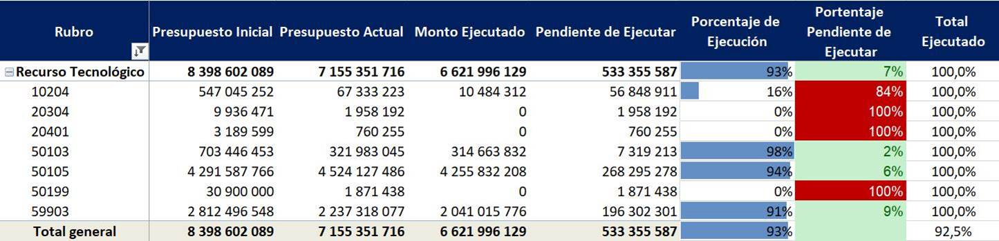 Rubro Presupuesto Inicial Presupuesto Actual Monto Ejecutado Pendiente de Ejecutar Porcentaje de Ejecución Portentaje Pendiente de Ejecutar Total Ejecutado
Recurso Tecnológico 8 398 602 089 7 155 351 716 6 621 996 129 533 355 587 93% 7% 100,0%
10204 547 045 252 67 333 223 10 484 312 56 848 911 16% 84% 100,0%
20304 9 936 471 1 958 192 0 1 958 192 0% 100% 100,0%
20401 3 189 599 760 255 0 760 255 0% 100% 100,0%
50103 703 446 453 321 983 045 314 663 832 7 319 213 98% 2% 100,0%
50105 4 291 587 766 4 524 127 486 4 255 832 208 268 295 278 94% 6% 100,0%
50199 30 900 000 1 871 438 0 1 871 438 0% 100% 100,0%
59903 2 812 496 548 2 237 318 077 2 041 015 776 196 302 301 91% 9% 100,0%
Total general 8 398 602 089 7 155 351 716 6 621 996 129 533 355 587 93% 92,5%